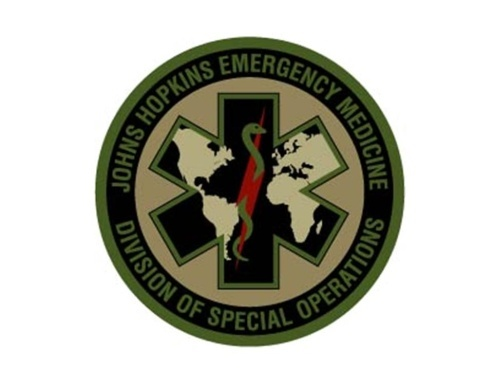 JOHNS HOPKINS EMERGENCY MEDICINE
DIVISION OF SPECIAL OPERATIONS